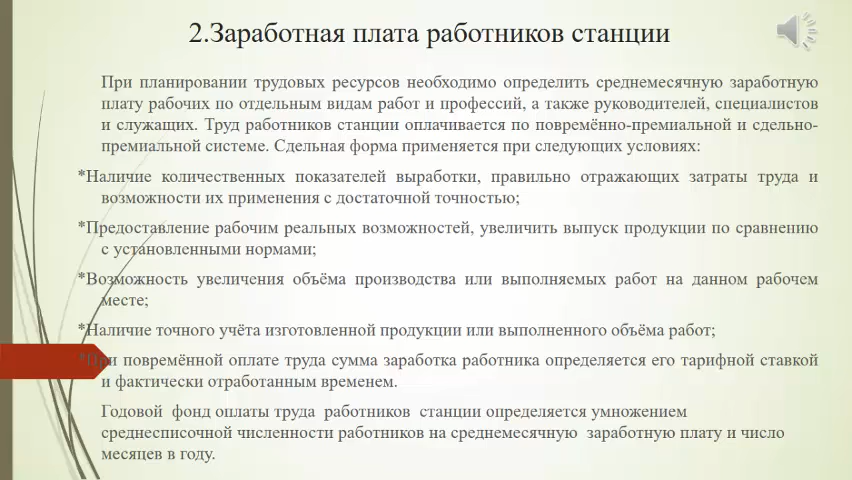 2.Заработная плата работников станции
При планировании трудовых ресурсов необходимо определить среднемесячную заработную
плату рабочих по отдельным видам работ и профессий, а также руководителей, специалистов
и служащих. Труд работников станции оплачивается по повремённо-премиальной и сдельно-
премиальной системе. Сдельная форма применяется при следующих условиях:
*Наличие количественных показателей выработки, правильно отражающих затраты труда и
возможности их применения с достаточной точностью;
*Предоставление рабочим реальных возможностей, увеличить выпуск продукции по сравнению
с установленными нормами;
*Возможность увеличения объёма производства или выполняемых работ на данном рабочем
месте;
*Наличие точного учёта изготовленной продукции или выполненного объёма работ;
*При повремённой оплате труда сумма заработка работника определяется его тарифной ставкой
и фактически отработанным временем.
Годовой фонд оплаты труда работников станции определяется умножением
среднесписочной численности работников на среднемесячную заработную плату и число
месяцев в году.